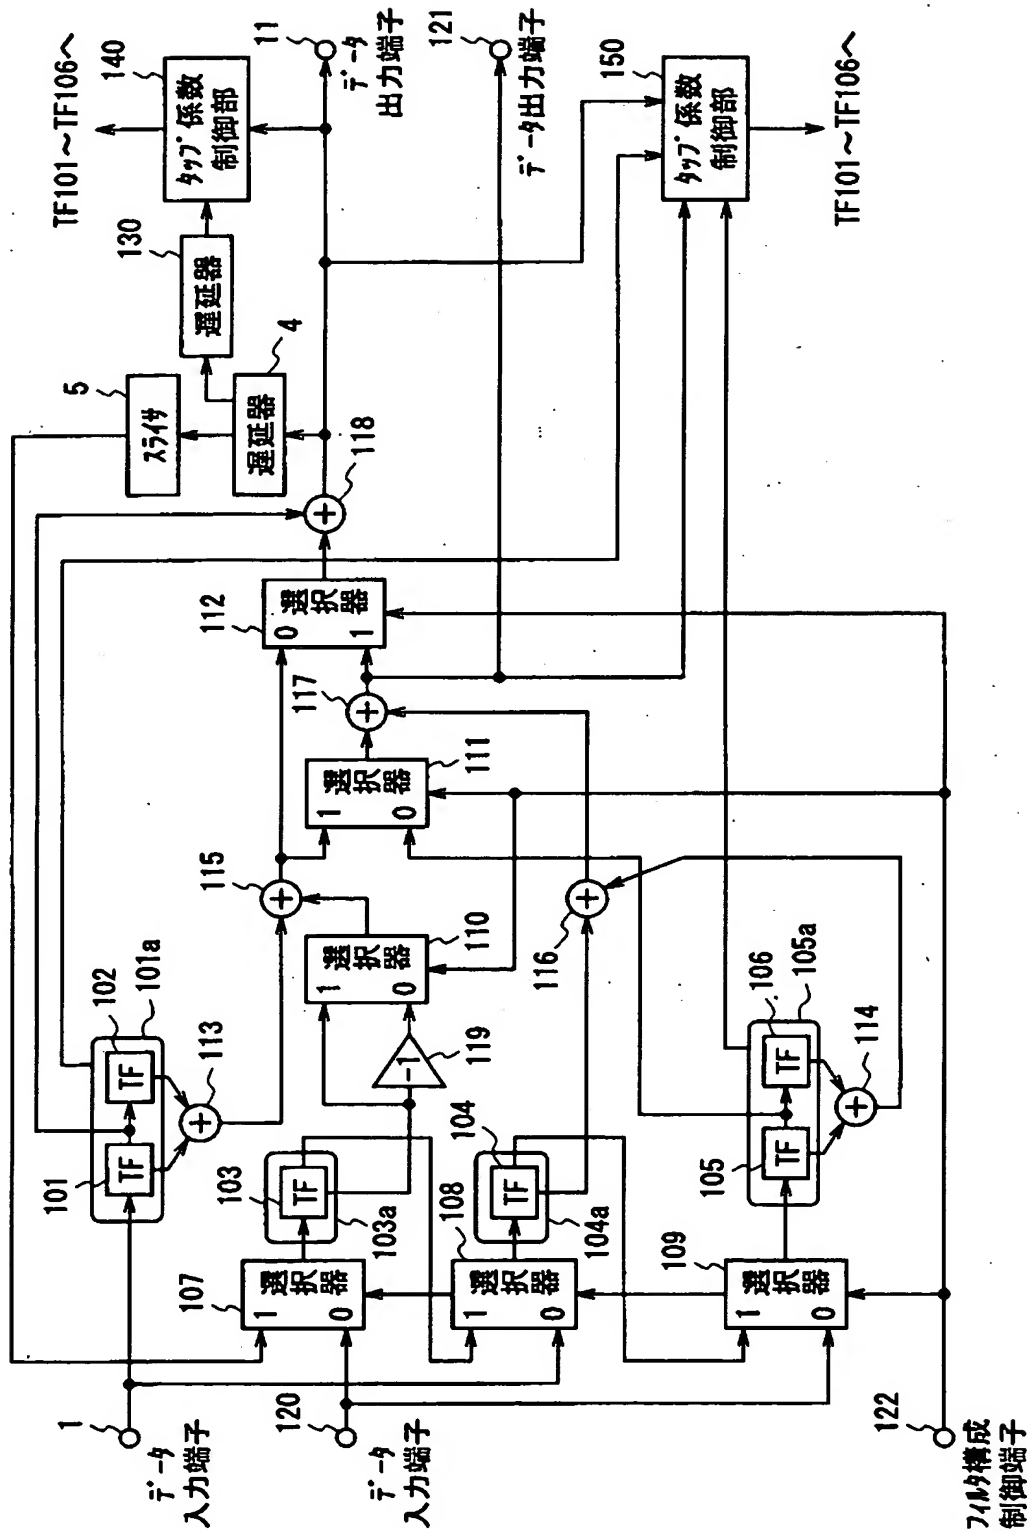 1
データ
入力端子
120
データ
入力端子
122
フィルタ構成
制御端子
101
TF
TF
102
101a
113
107
選択器
1
0
103
TF
103a
108
選択器
1
0
104
TF
104a
109
選択器
1
0
105
TF
TF
106
105a
114
-1
119
110
選択器
1
0
115
116
111
選択器
1
0
117
112
選択器
0
1
118
5
スライサ
4
遅延器
130
遅延器
140
タップ係数
制御部
TF101~TF106へ
11
データ
出力端子
121
データ出力端子
150
タップ係数
制御部
TF101~TF106へ